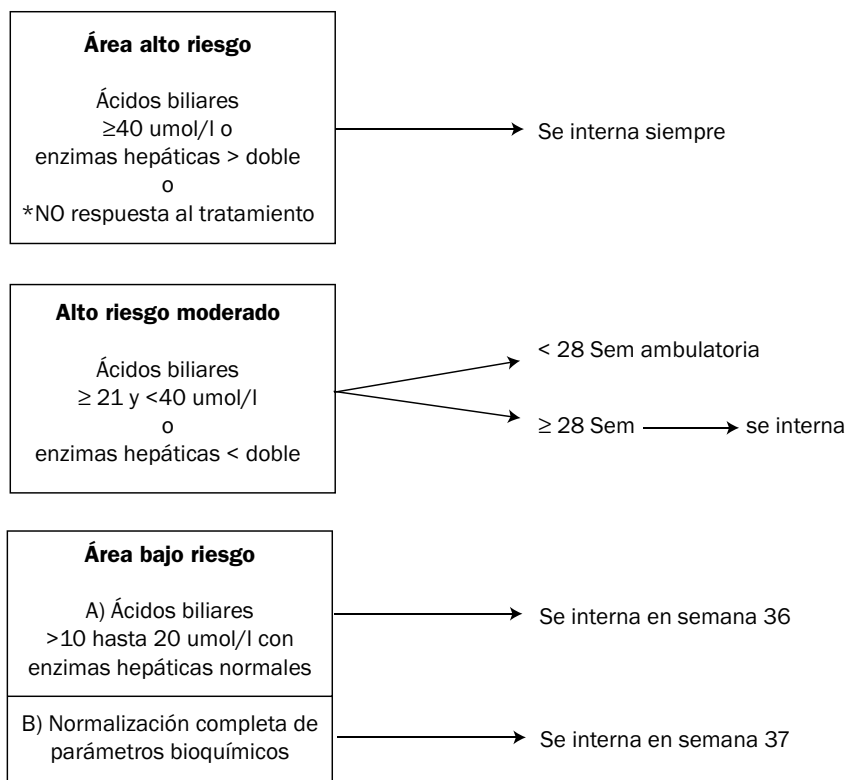 Área alto riesgo
Ácidos biliares
≥40 umol/l o
enzimas hepáticas > doble
o
*NO respuesta al tratamiento
Se interna siempre
Alto riesgo moderado
Ácidos biliares
≥ 21 y <40 umol/l
o
enzimas hepáticas < doble
< 28 Sem ambulatoria
≥ 28 Sem
se interna
Área bajo riesgo
A) Ácidos biliares
>10 hasta 20 umol/l con
enzimas hepáticas normales
Se interna en semana 36
B) Normalización completa de
parámetros bioquímicos
Se interna en semana 37